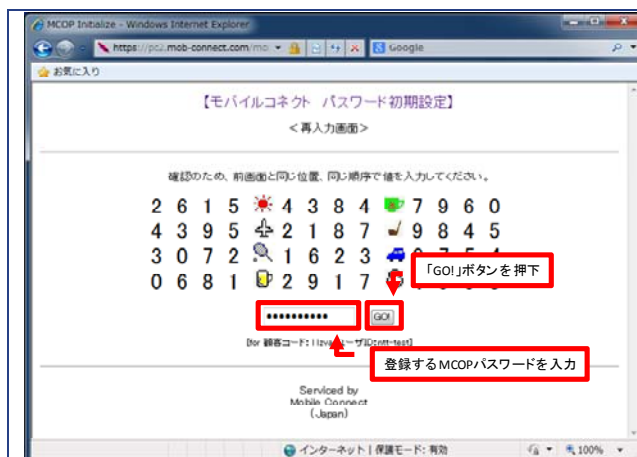 MCOP Initialize - Windows Internet Explorer
https://ps2.mob-connect.com/mo
Google
お気に入り
【モバイルコネクト パスワード初期設定】
<再入力画面>
確認のため、前画面と同じ位置、同じ順序で値を入力してください。
2 6 1 5 4 3 8 4 7 9 6 0
4 3 9 5 2 1 8 7 9 8 4 5
3 0 7 2 1 6 2 3
0 6 8 1 2 9 1 7
「GO!」ボタンを押下
●●●●●●●●●● GO!
[for 顧客コード:
登録するMCOPパスワードを入力
Serviced by
Mobile Connect
(Japan)
インターネット | 保護モード: 有効
100%